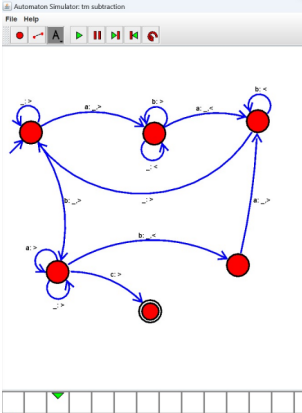 Automaton Simulator: tm subtraction
File Help
A
_: >
a: _,>
b: >
_: <
a: _,<
b: <
_: >
b: _,>
a: >
_: >
b: _,<
c: >
a: _,>